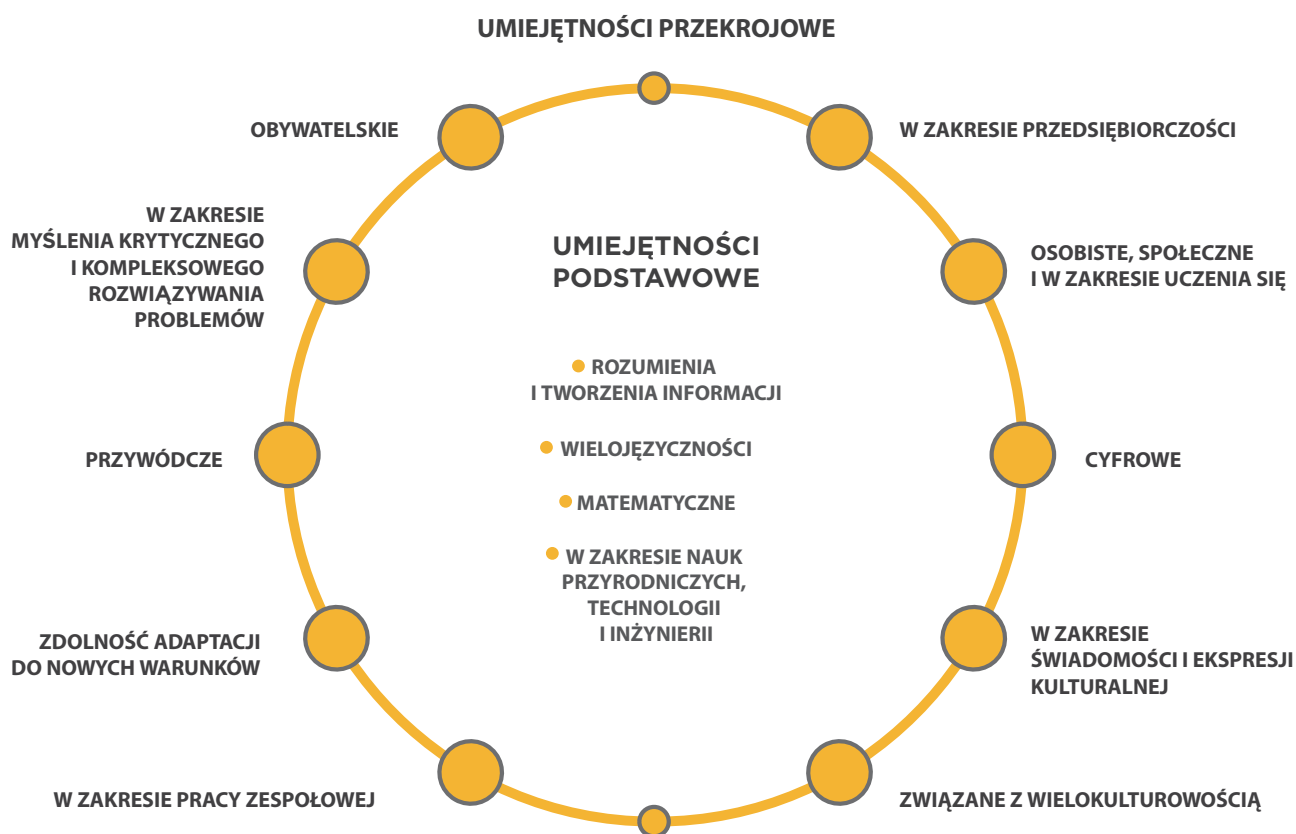 UMIEJĘTNOŚCI PRZEKROJOWE
OBYWATELSKIE
W ZAKRESIE PRZEDSIĘBIORCZOŚCI
W ZAKRESIE
MYŚLENIA KRYTYCZNEGO
I KOMPLEKSOWEGO
ROZWIĄZYWANIA
PROBLEMÓW
UMIEJĘTNOŚCI
PODSTAWOWE
OSOBISTE, SPOŁECZNE
I W ZAKRESIE UCZENIA SIĘ
ROZUMIENIA
I TWORZENIA INFORMACJI
WIELOJĘZYCZNOŚCI
MATEMATYCZNE
W ZAKRESIE NAUK
PRZYRODNICZYCH,
TECHNOLOGII
I INŻYNIERII
PRZYWÓDCZE
CYFROWE
ZDOLNOŚĆ ADAPTACJI
DO NOWYCH WARUNKÓW
W ZAKRESIE
ŚWIADOMOŚCI I EKSPRESJI
KULTURALNEJ
W ZAKRESIE PRACY ZESPOŁOWEJ
ZWIĄZANE Z WIELOKULTUROWOŚCIĄ